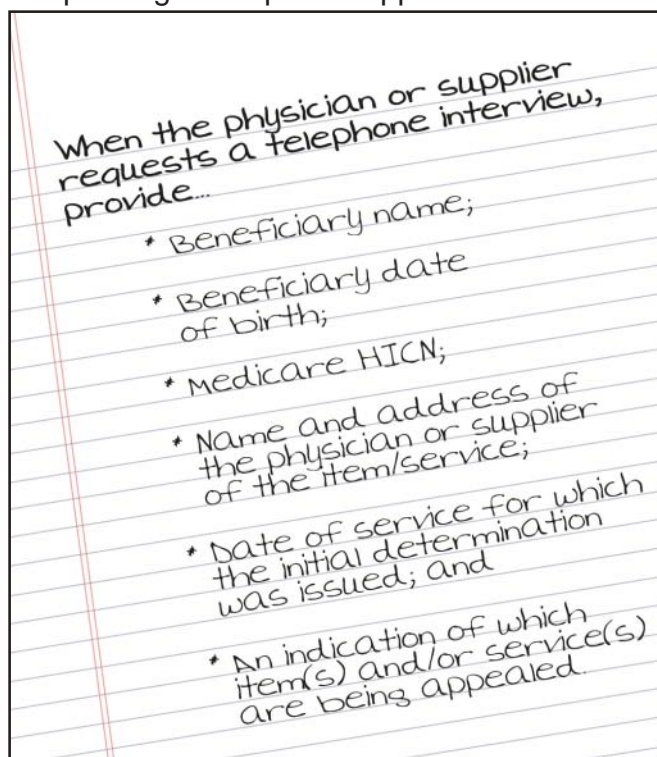 When the physician or supplier
requests a telephone interview,
provide...
* Beneficiary name;
* Beneficiary date
of birth;
* Medicare HICN;
* Name and address of
the physician or supplier
of the item/service;
* Date of service for which
the initial determination
was issued; and
* An indication of which
item(s) and/or service(s)
are being appealed.